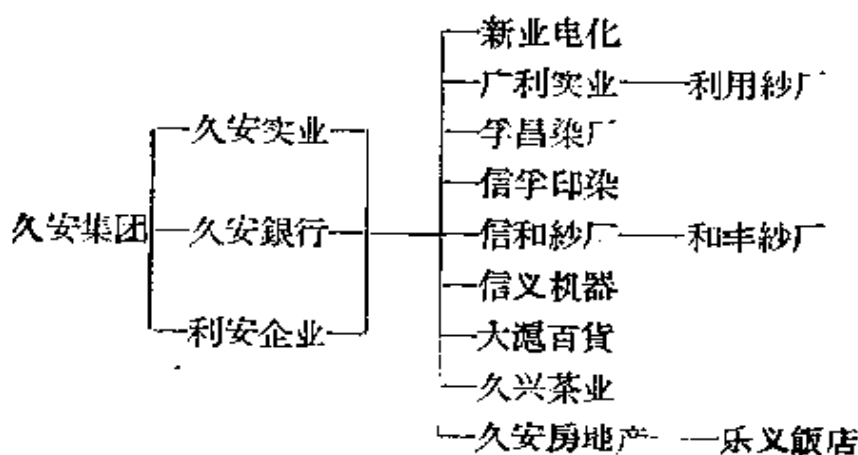 新业电化
广利实业 利用紗厂
久安实业
孚昌染厂
信孚印染
久安集团 久安銀行
信和紗厂 和丰紗厂
信义机器
利安企业
大滬百貨
久兴茶业
久安房地产 乐义飯店